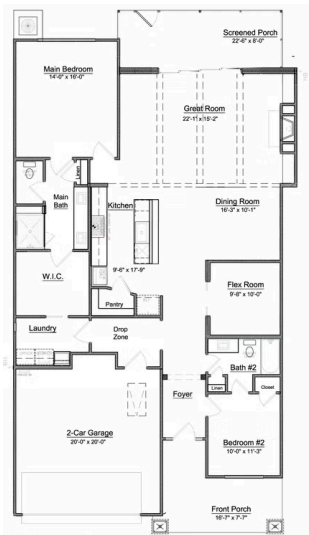 Screened Porch
22'-6" x 8'-0"
Main Bedroom
14'-0" x 16'-0"
Great Room
22'-1" x 15'-2"
Linen
Main
Bath
Kitchen
Dining Room
16'-3" x 10'-1"
9'-6" x 17'-9"
W.I.C.
Flex Room
9'-8" x 10'-0"
Pantry
Laundry
Drop
Zone
Bath #2
Linen
Closet
Foyer
2-Car Garage
20'-0" x 20'-0"
Bedroom #2
10'-0" x 11'-3"
Front Porch
16'-7" x 7'-7"